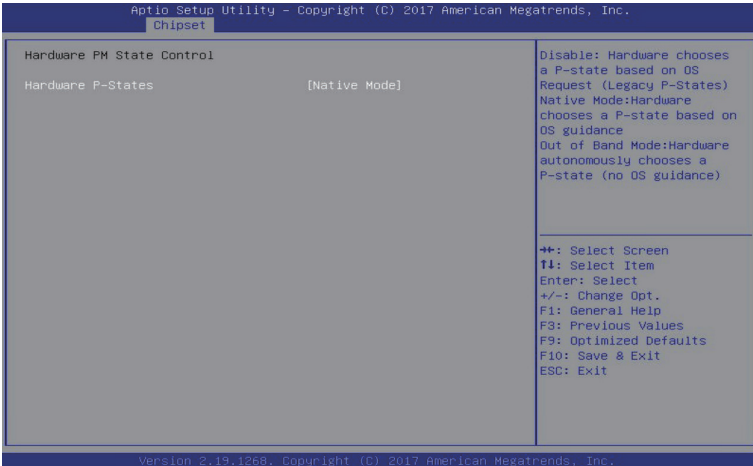 Aptio Setup Utility – Copyright (C) 2017 American Megatrends, Inc.
Chipset
Hardware PM State Control
Hardware P-States [Native Mode]
Disable: Hardware chooses
a P-state based on OS
Request (Legacy P-States)
Native Mode:Hardware
chooses a P-state based on
OS guidance
Out of Band Mode:Hardware
autonomously chooses a
P-state (no OS guidance)
→←: Select Screen
↑↓: Select Item
Enter: Select
+/-: Change Opt.
F1: General Help
F3: Previous Values
F9: Optimized Defaults
F10: Save & Exit
ESC: Exit
Version 2.19.1268. Copyright (C) 2017 American Megatrends, Inc.